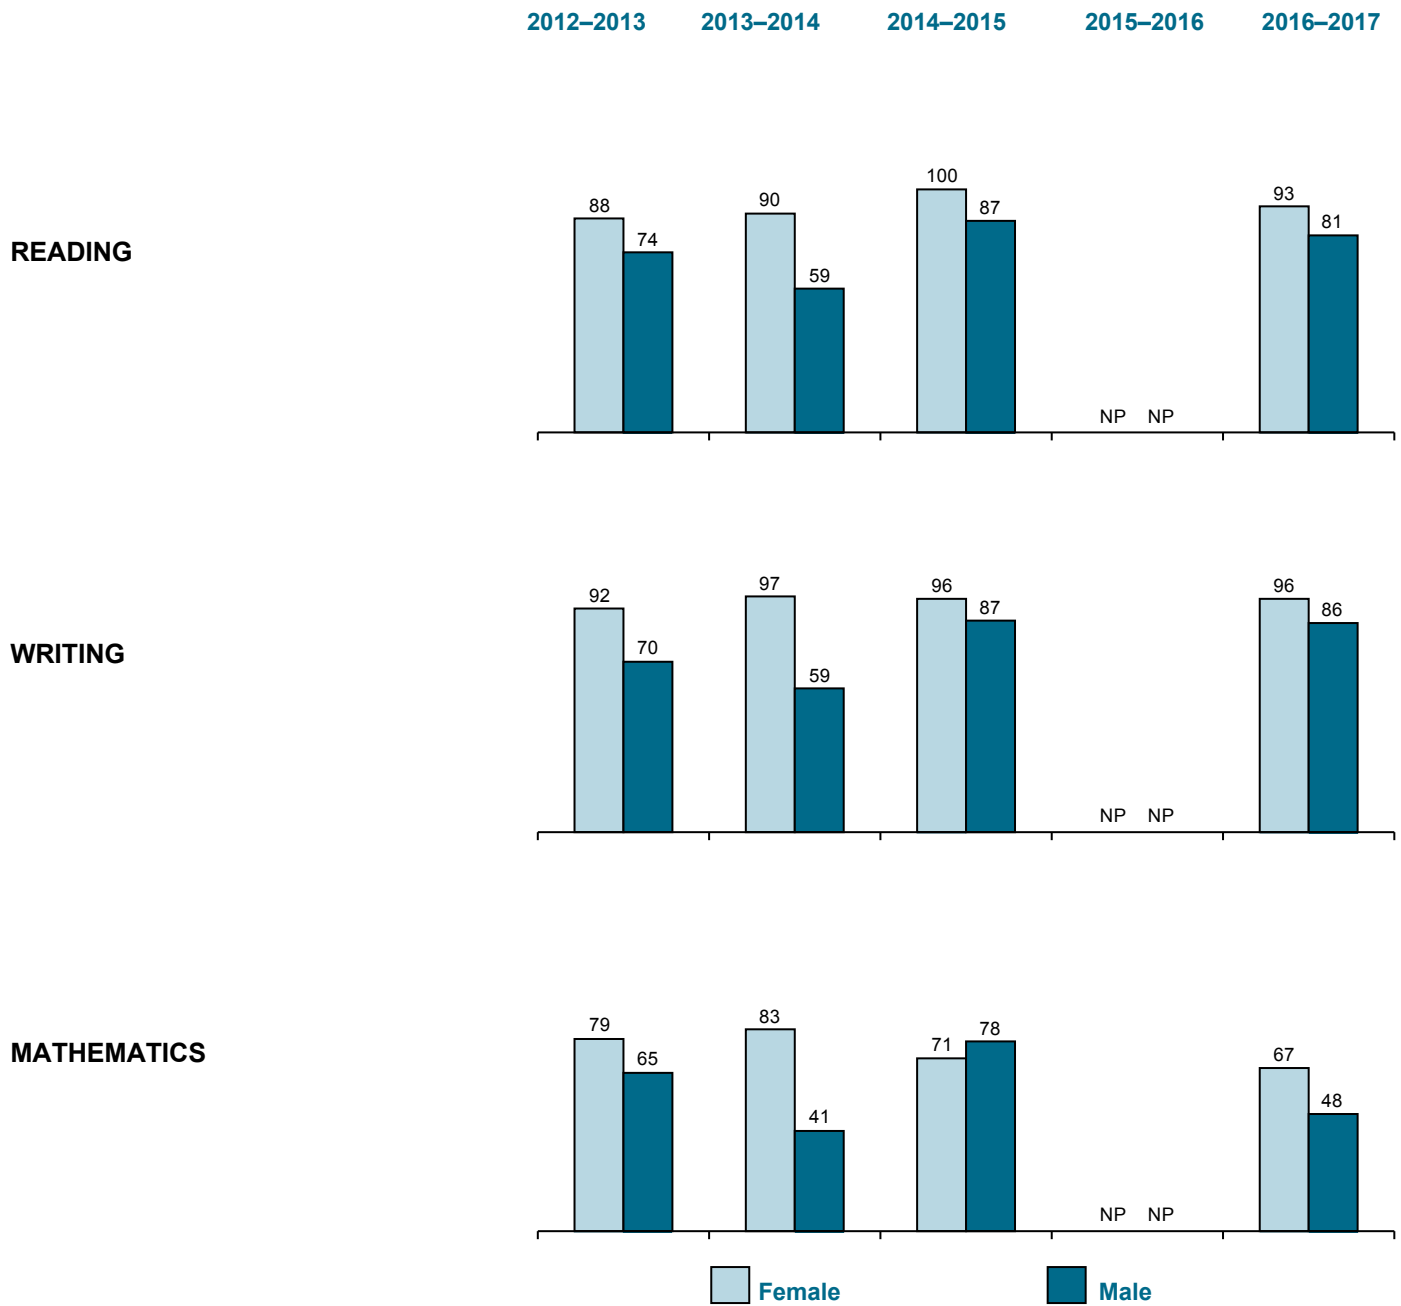 2012–2013 2013–2014 2014–2015 2015–2016 2016–2017
READING
88 74 90 59 100 87 NP NP 93 81
WRITING
92 70 97 59 96 87 NP NP 96 86
MATHEMATICS
79 65 83 41 71 78 NP NP 67 48
Female Male